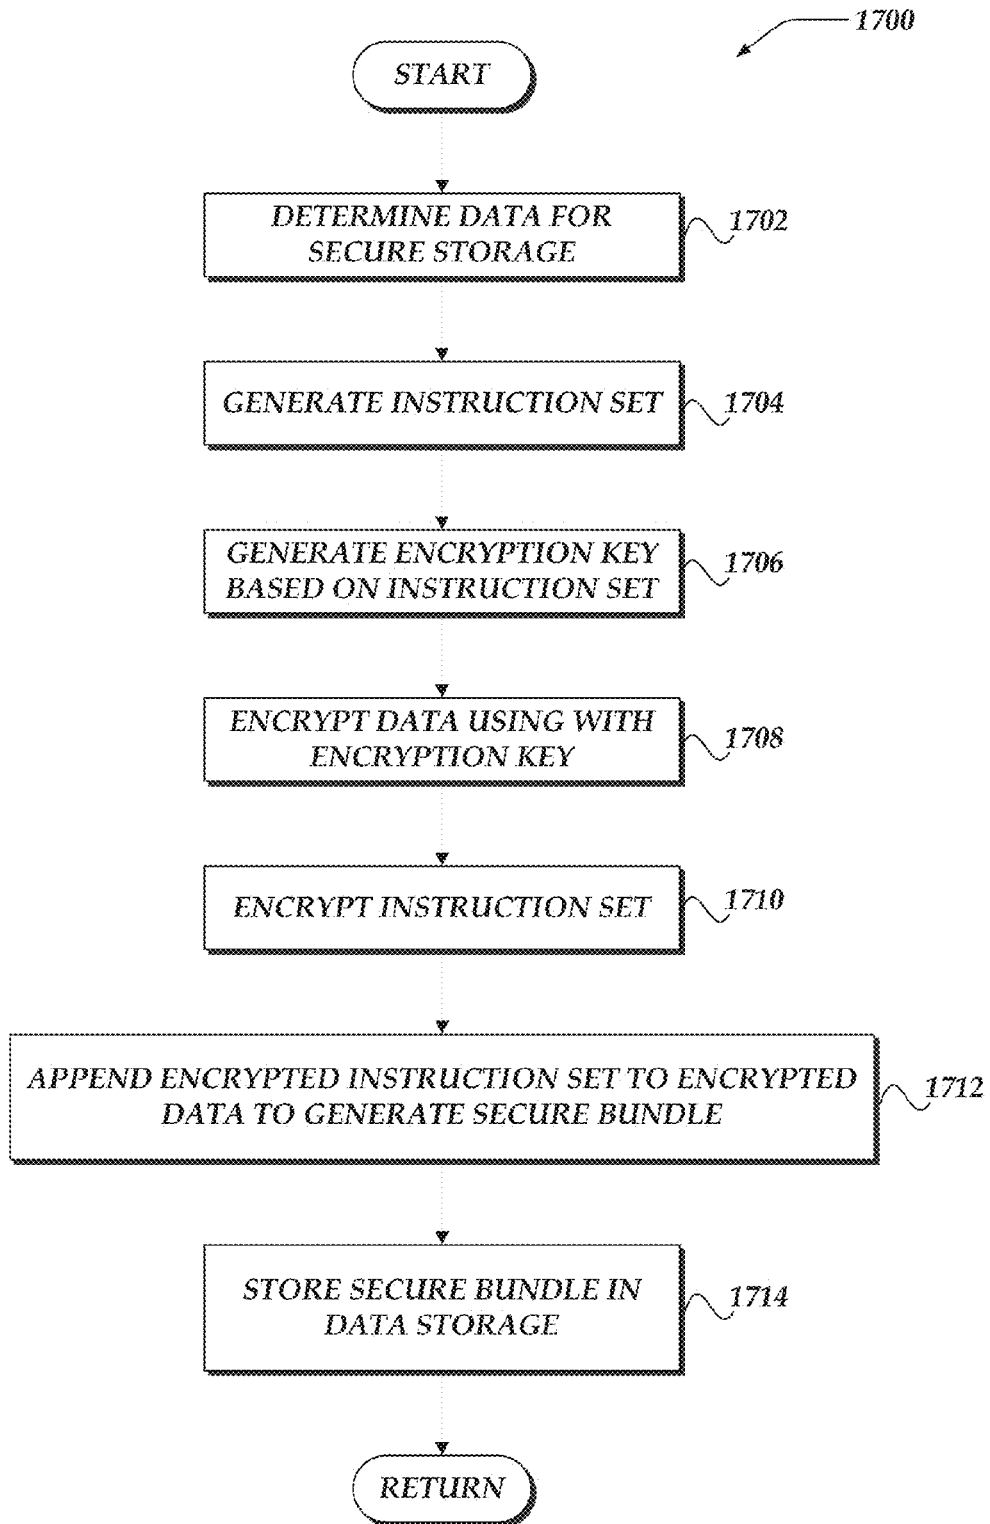 1700
START
DETERMINE DATA FOR
SECURE STORAGE
1702
GENERATE INSTRUCTION SET
1704
GENERATE ENCRYPTION KEY
BASED ON INSTRUCTION SET
1706
ENCRYPT DATA USING WITH
ENCRYPTION KEY
1708
ENCRYPT INSTRUCTION SET
1710
APPEND ENCRYPTED INSTRUCTION SET TO ENCRYPTED
DATA TO GENERATE SECURE BUNDLE
1712
STORE SECURE BUNDLE IN
DATA STORAGE
1714
RETURN